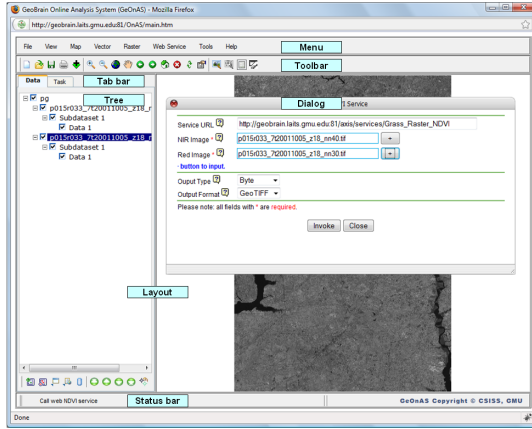 GeoBrain Online Analysis System (GeOnAS) - Mozilla Firefox
http://geobrain.laits.gmu.edu:81/OnAS/main.htm
File View Map Vector Raster Web Service Tools Help Menu
Toolbar
Data Task Tab bar
Tree
pg
p015r033_7t20011005_z18_r
Subdataset 1
Data 1
p015r033_7t20011005_z18_r
Subdataset 1
Data 1
Dialog I Service
Service URL http://geobrain.laits.gmu.edu:81/axis/services/Grass_Raster_NDVI
NIR Image * p015r033_7t20011005_z18_nn40.tif
Red Image * p015r033_7t20011005_z18_nn30.tif
button to input.
Ouput Type Byte
Output Format GeoTIFF
Please note: all fields with * are required.
Invoke Close
Layout
Call web NDVI service Status bar GeOnAS Copyright © CSISS, GMU
Done